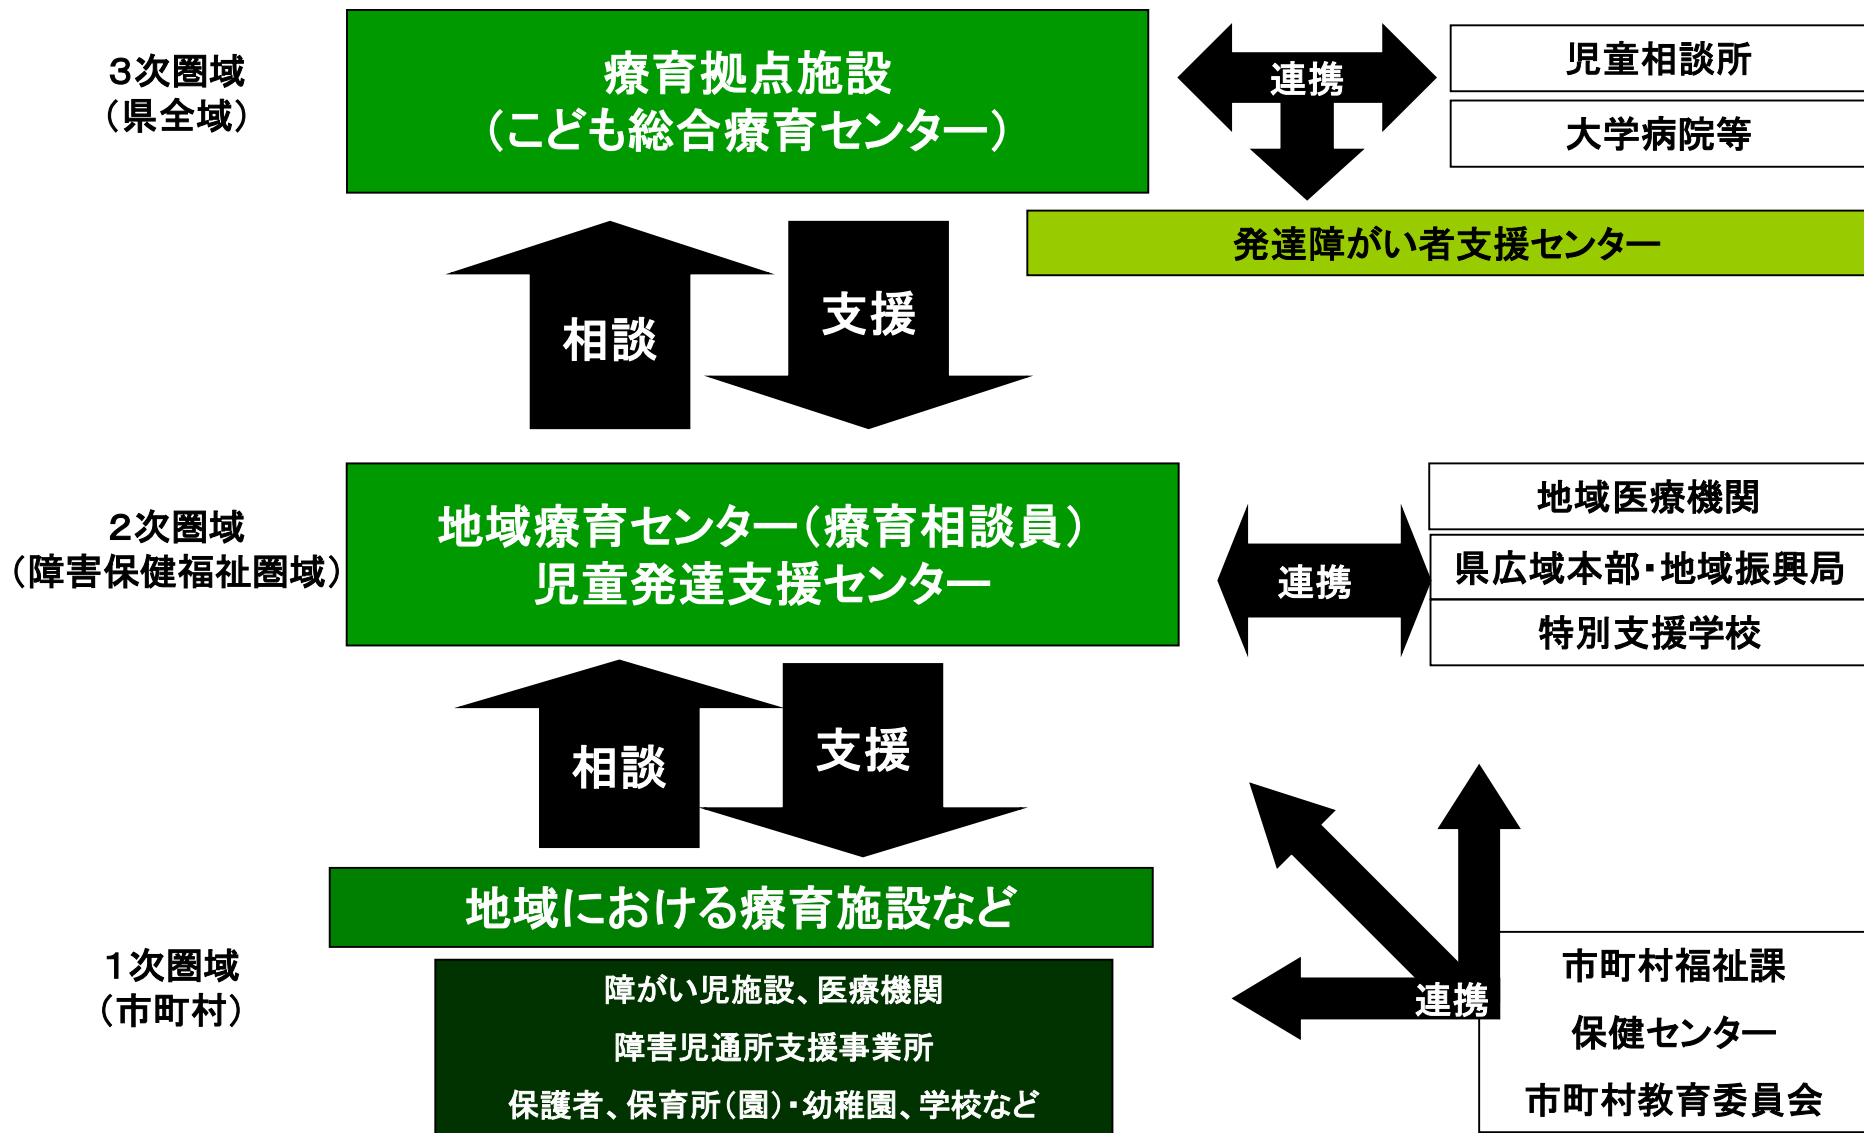 3次圏域
（県全域）
療育拠点施設
（こども総合療育センター）
連携
児童相談所
大学病院等
発達障がい者支援センター
相談
支援
2次圏域
（障害保健福祉圏域）
地域療育センター（療育相談員）
児童発達支援センター
連携
地域医療機関
県広域本部・地域振興局
特別支援学校
相談
支援
1次圏域
（市町村）
地域における療育施設など
障がい児施設、医療機関
障害児通所支援事業所
保護者、保育所（園）・幼稚園、学校など
連携
市町村福祉課
保健センター
市町村教育委員会